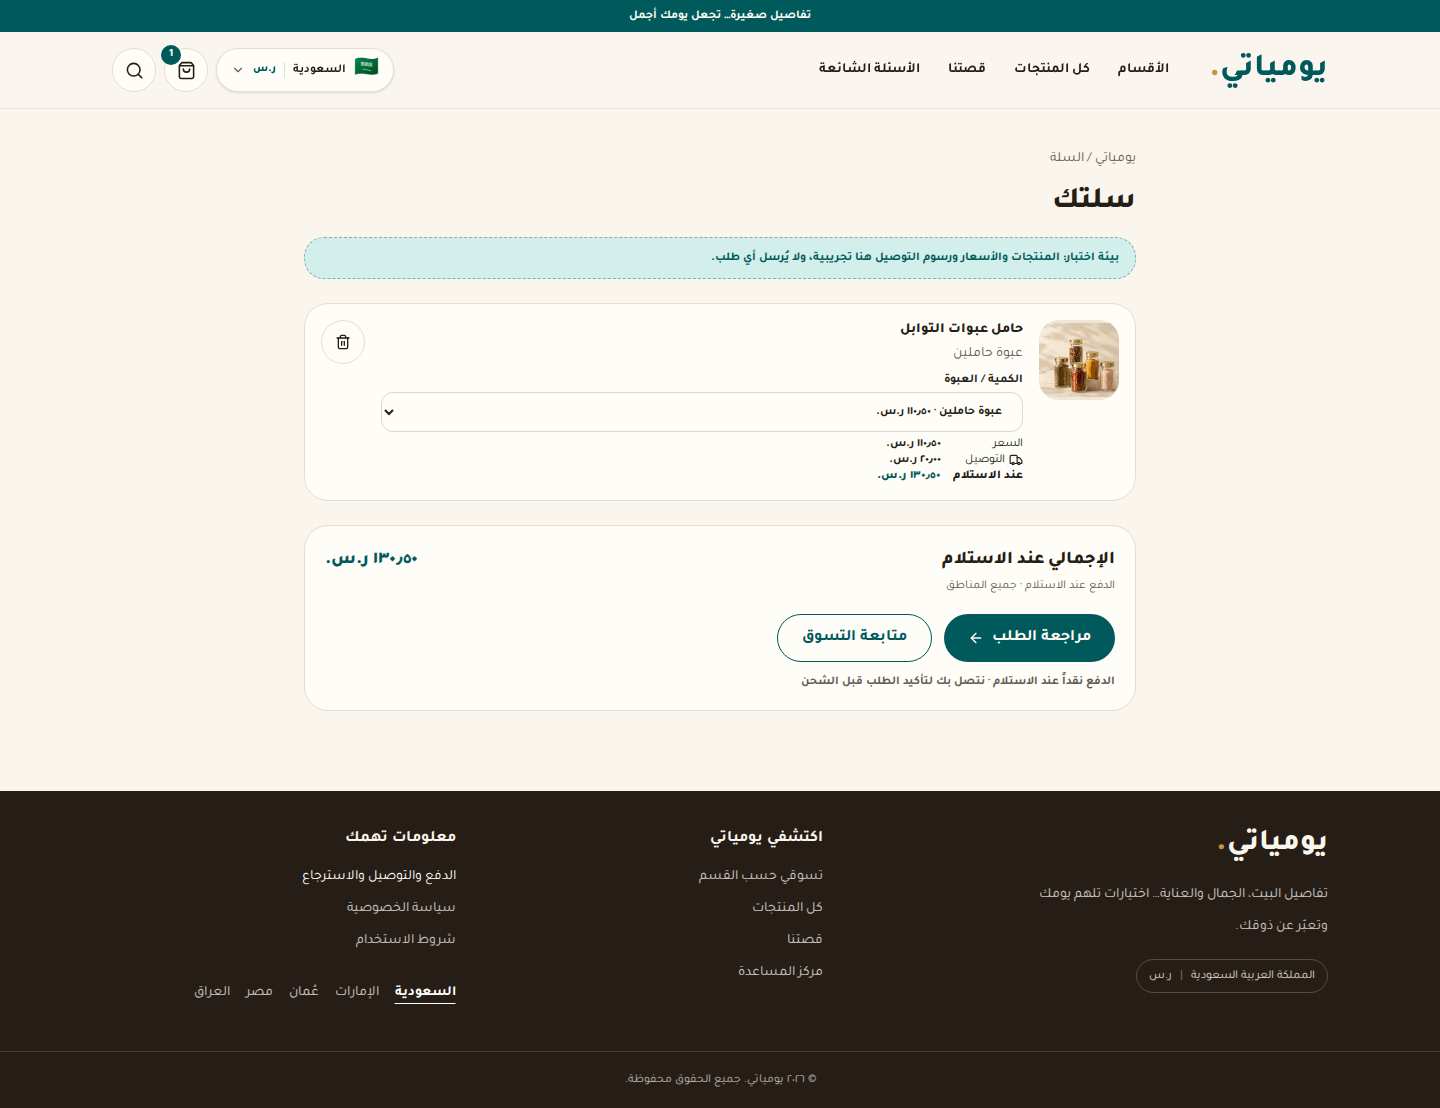 تفاصيل صغيرة… تجعل يومك أجمل
يومياتي.
الأقسام
كل المنتجات
قصتنا
الأسئلة الشائعة
السعودية
ر.س
1
يومياتي / السلة
سلتك
بيئة اختبار: المنتجات والأسعار ورسوم التوصيل هنا تجريبية، ولا يُرسل أي طلب.
حامل عبوات التوابل
عبوة حاملين
الكمية / العبوة
عبوة حاملين · ١١٠٫٥٠ ر.س.
السعر ١١٠٫٥٠ ر.س.
التوصيل ٢٠٫٠٠ ر.س.
عند الاستلام ١٣٠٫٥٠ ر.س.
الإجمالي عند الاستلام
١٣٠٫٥٠ ر.س.
الدفع عند الاستلام · جميع المناطق
مراجعة الطلب ←
متابعة التسوق
الدفع نقداً عند الاستلام · نتصل بك لتأكيد الطلب قبل الشحن
يومياتي.
تفاصيل البيت، الجمال والعناية… اختيارات تلهم يومك
وتعبّر عن ذوقك.
المملكة العربية السعودية | ر.س
اكتشفي يومياتي
تسوقي حسب القسم
كل المنتجات
قصتنا
مركز المساعدة
معلومات تهمك
الدفع والتوصيل والاسترجاع
سياسة الخصوصية
شروط الاستخدام
السعودية الإمارات عُمان مصر العراق
© ٢٠٢٦ يومياتي. جميع الحقوق محفوظة.